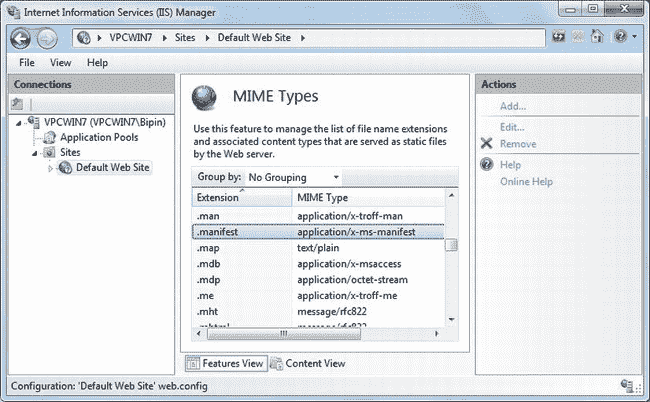 Internet Information Services (IIS) Manager
VPCWIN7 Sites Default Web Site
File View Help
Connections
VPCWIN7 (VPCWIN7\Bipin)
Application Pools
Sites
Default Web Site
MIME Types
Use this feature to manage the list of file name extensions
and associated content types that are served as static files
by the Web server.
Group by: No Grouping
Extension MIME Type
.man application/x-troff-man
.manifest application/x-ms-manifest
.map text/plain
.mdb application/x-msaccess
.mdp application/octet-stream
.me application/x-troff-me
.mht message/rfc822
Features View Content View
Actions
Add...
Edit...
Remove
Help
Online Help
Configuration: 'Default Web Site' web.config